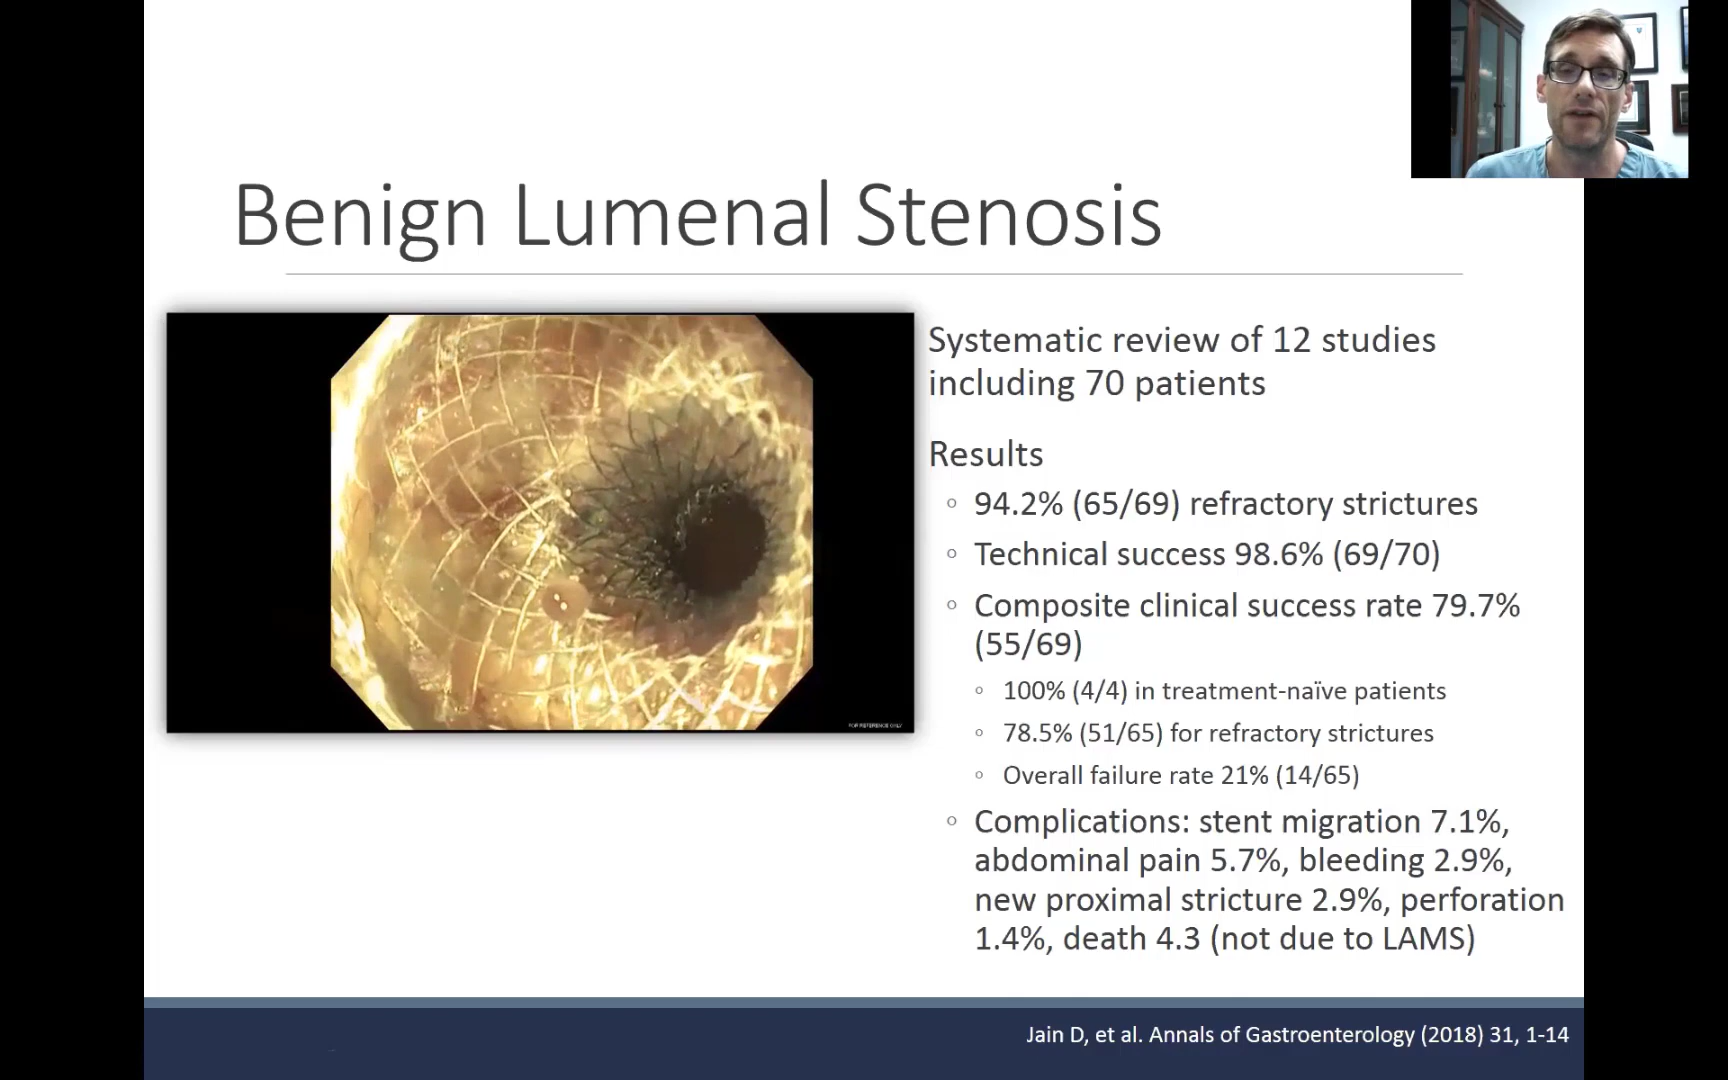 Benign Lumenal Stenosis
Systematic review of 12 studies
including 70 patients
Results
◦ 94.2% (65/69) refractory strictures
◦ Technical success 98.6% (69/70)
◦ Composite clinical success rate 79.7%
(55/69)
◦ 100% (4/4) in treatment-naïve patients
◦ 78.5% (51/65) for refractory strictures
◦ Overall failure rate 21% (14/65)
◦ Complications: stent migration 7.1%,
abdominal pain 5.7%, bleeding 2.9%,
new proximal stricture 2.9%, perforation
1.4%, death 4.3 (not due to LAMS)
FOR REFERENCE ONLY
Jain D, et al. Annals of Gastroenterology (2018) 31, 1-14